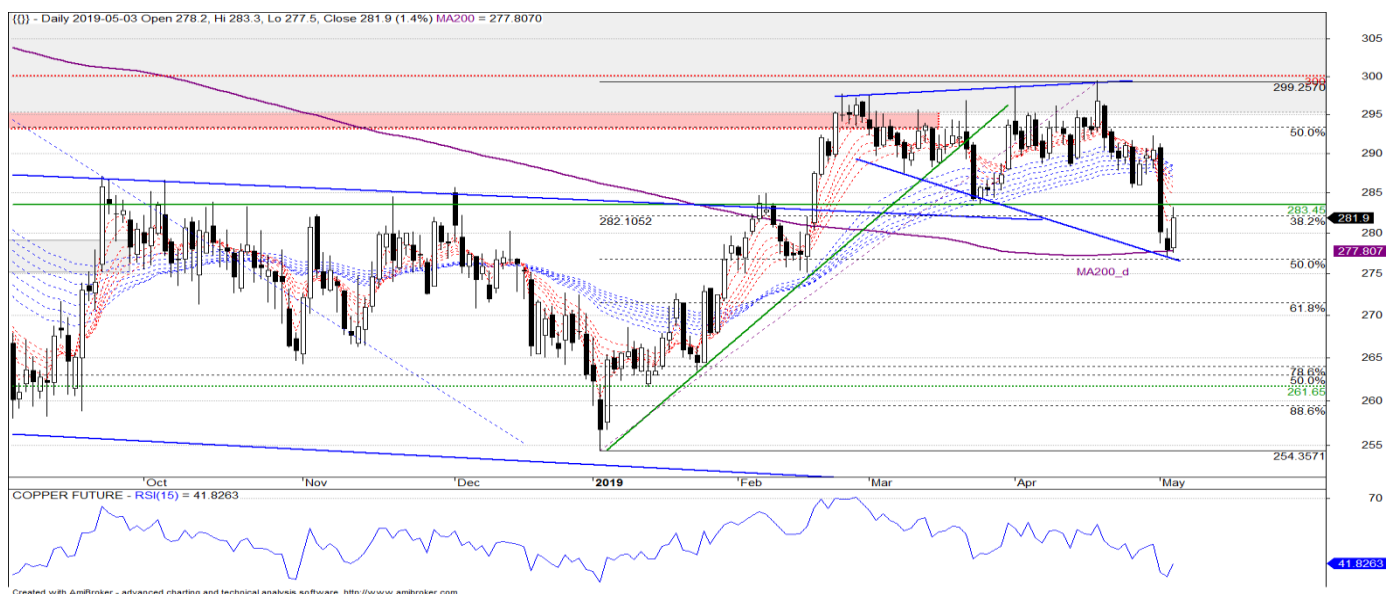 {{}} - Daily 2019-05-03 Open 278.2, Hi 283.3, Lo 277.5, Close 281.9 (1.4%) MA200 = 277.8070
305
300
300
299.2570
295
50.0%
290
285
283.45
282.1052
38.2%
281.9
280
277.807
MA200_d
50.0%
275
270
61.8%
265
78.6%
50.0%
261.65
260
88.6%
255
254.3571
Oct
Nov
Dec
2019
Feb
Mar
Apr
May
COPPER FUTURE - RSI(15) = 41.8263
70
41.8263
Created with AmiBroker - advanced charting and technical analysis software. http://www.amibroker.com